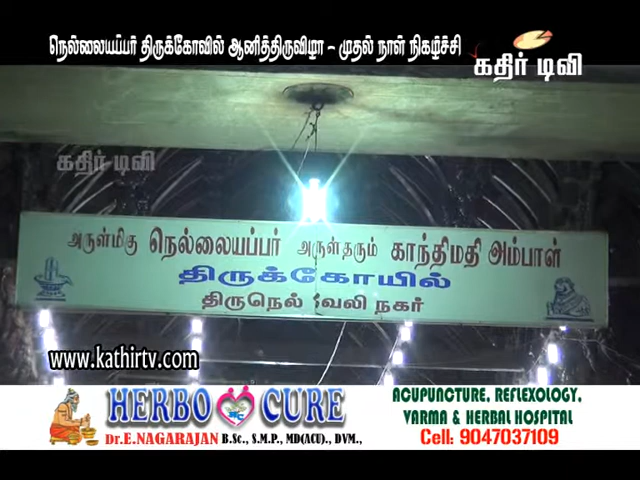 நெல்லையப்பர் திருக்கோவில் ஆனித்திருவிழா - முதல் நாள் நிகழ்ச்சி
கதிர் டிவி
கதிர் டிவி
அருள்மிகு நெல்லையப்பர் அருள்தரும் காந்திமதி அம்பாள்
திருக்கோயில்
திருநெல்வேலி நகர்
www.kathirtv.com
HERBO CURE
Dr.E.NAGARAJAN B.Sc., S.M.P., MD(ACU)., DVM.,
ACUPUNCTURE, REFLEXOLGY,
VARMA & HERBAL HOSPITAL
Cell: 9047037109